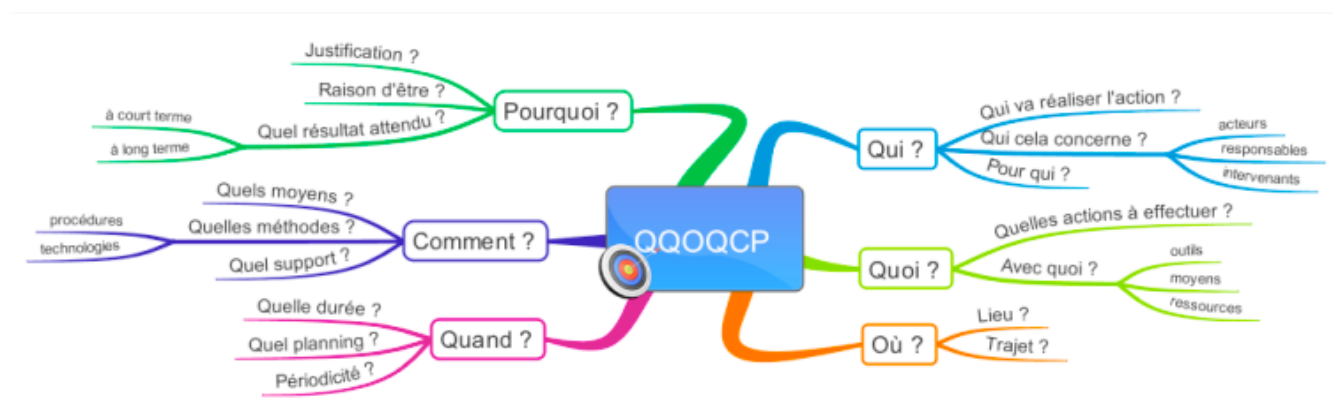 QQOQCP
Qui ?
Qui va réaliser l'action ?
Qui cela concerne ?
acteurs
responsables
intervenants
Pour qui ?
Quoi ?
Quelles actions à effectuer ?
Avec quoi ?
outils
moyens
ressources
Où ?
Lieu ?
Trajet ?
Quand ?
Quelle durée ?
Quel planning ?
Périodicité ?
Comment ?
Quels moyens ?
Quelles méthodes ?
procédures
technologies
Quel support ?
Pourquoi ?
Justification ?
Raison d'être ?
Quel résultat attendu ?
à court terme
à long terme